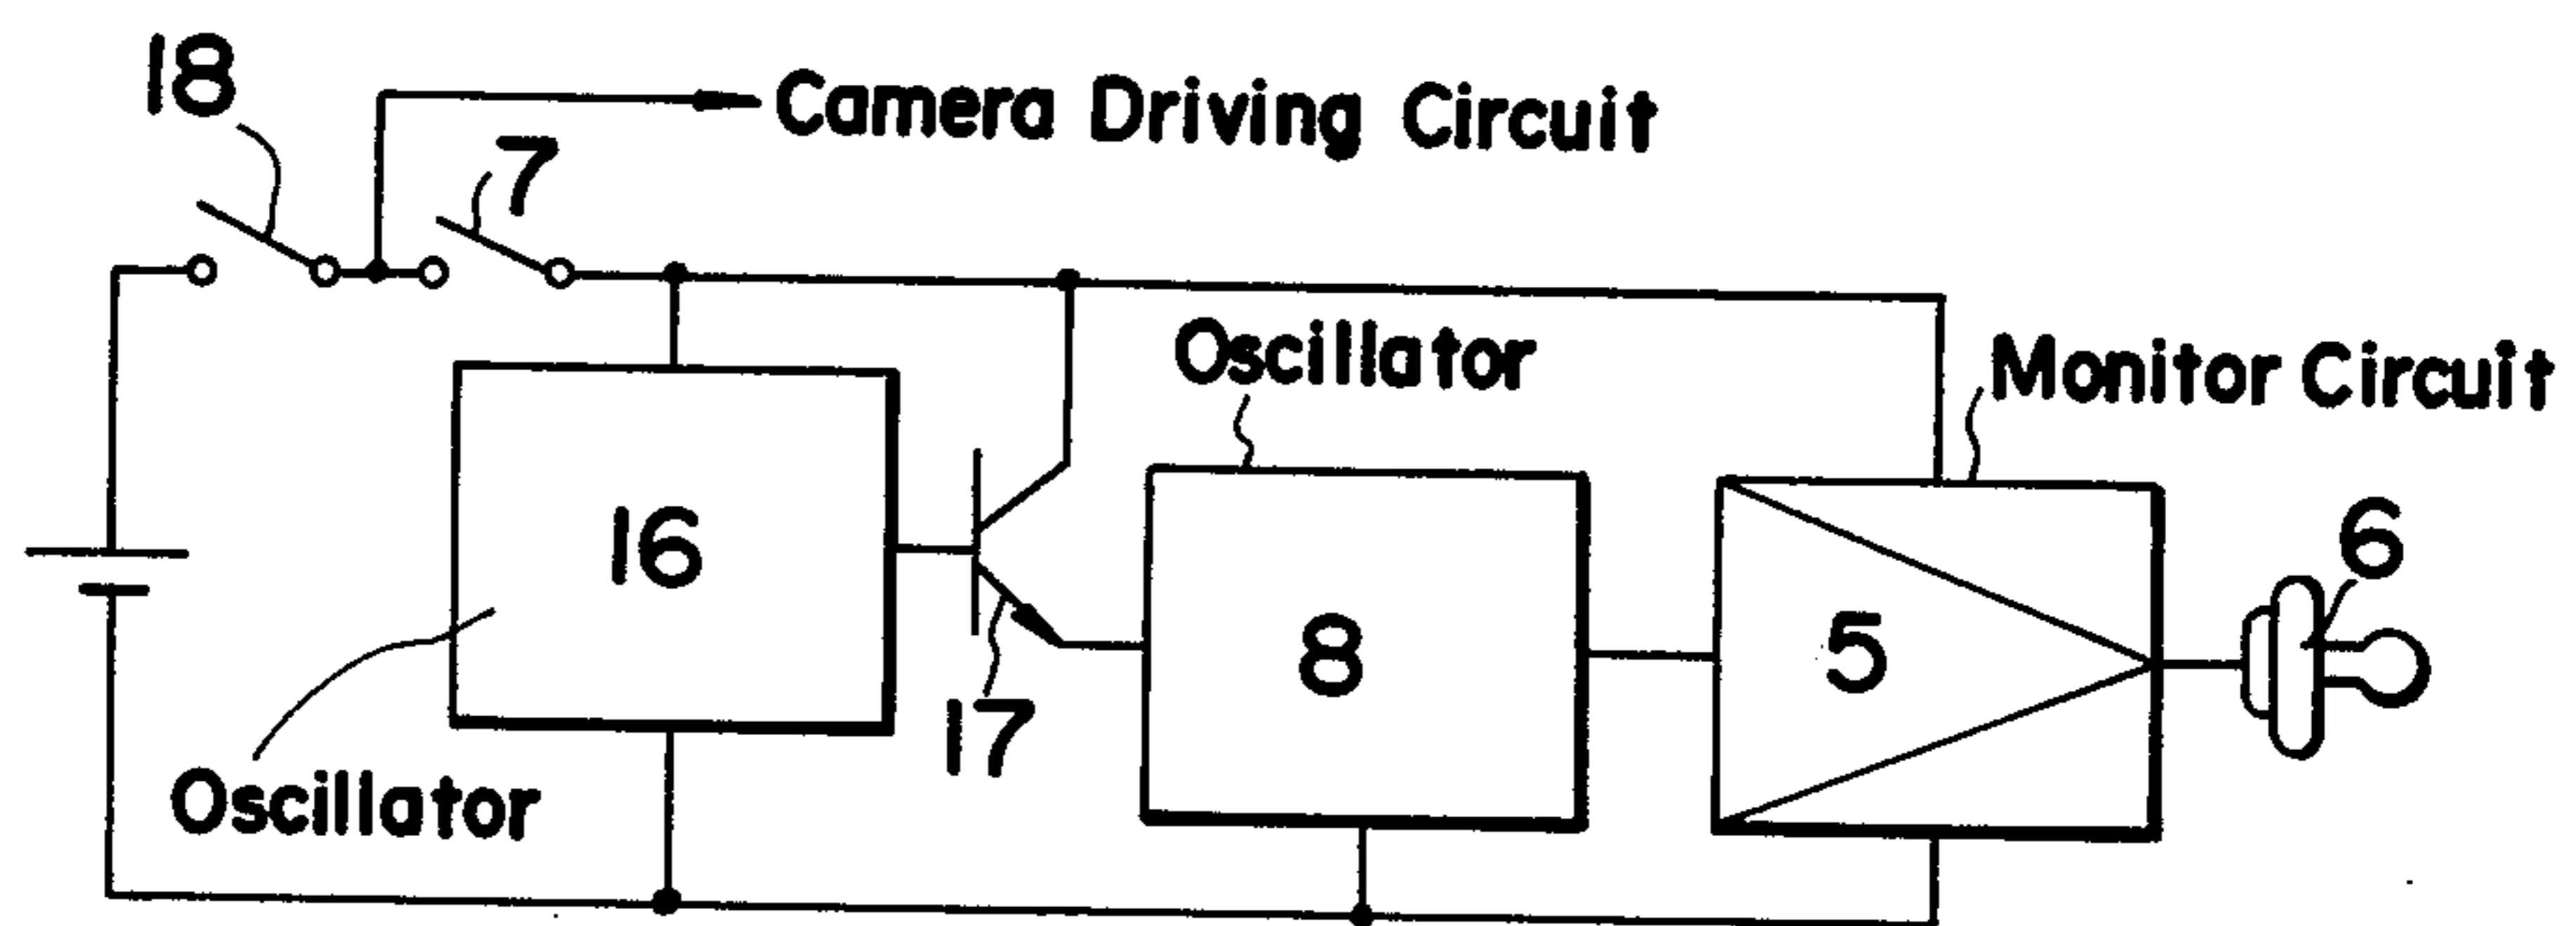 18
Camera Driving Circuit
7
Oscillator
Monitor Circuit
16
6
8
5
17
Oscillator